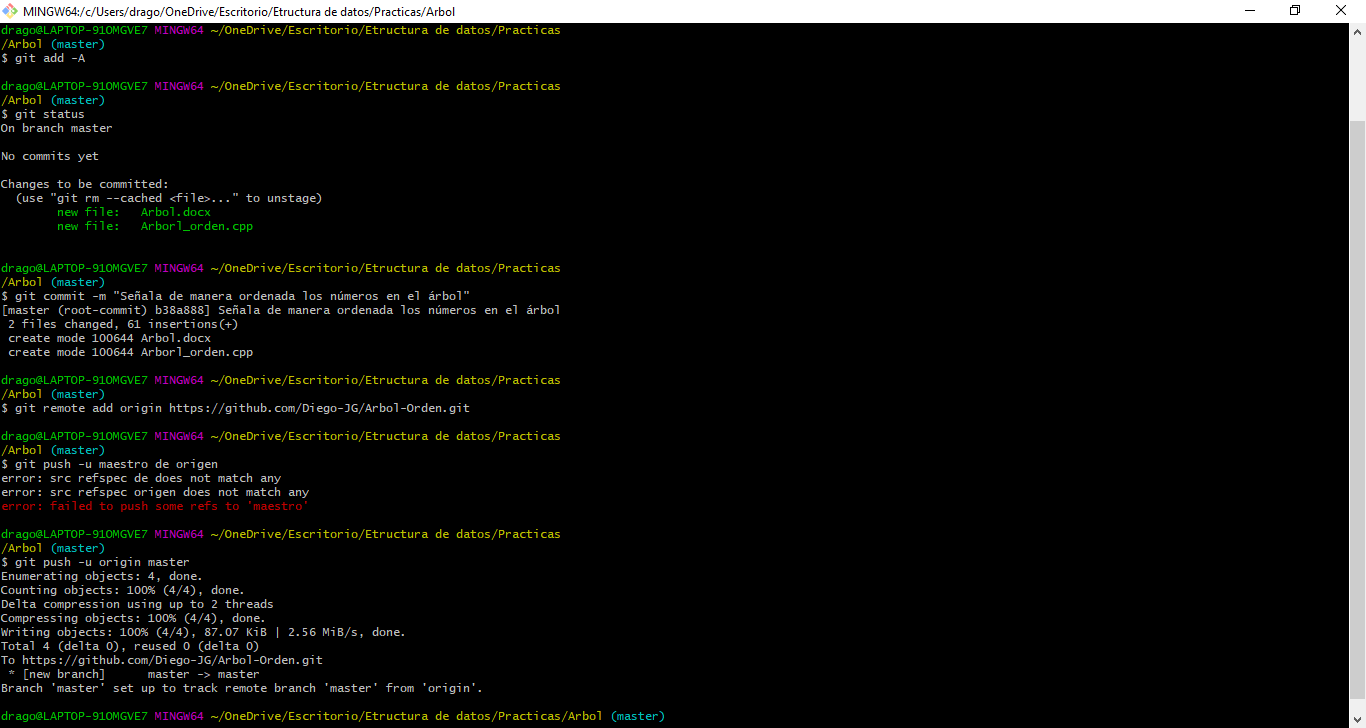 MINGW64:/c/Users/drago/OneDrive/Escritorio/Etructura de datos/Practicas/Arbol
drago@LAPTOP-91OMGVE7 MINGW64 ~/OneDrive/Escritorio/Etructura de datos/Practicas
/Arbol (master)
$ git add -A
drago@LAPTOP-91OMGVE7 MINGW64 ~/OneDrive/Escritorio/Etructura de datos/Practicas
/Arbol (master)
$ git status
On branch master
No commits yet
Changes to be committed:
  (use "git rm --cached <file>..." to unstage)
        new file:   Arbol.docx
        new file:   Arborl_orden.cpp
drago@LAPTOP-91OMGVE7 MINGW64 ~/OneDrive/Escritorio/Etructura de datos/Practicas
/Arbol (master)
$ git commit -m "Señala de manera ordenada los números en el árbol"
[master (root-commit) b38a888] Señala de manera ordenada los números en el árbol
 2 files changed, 61 insertions(+)
 create mode 100644 Arbol.docx
 create mode 100644 Arborl_orden.cpp
drago@LAPTOP-91OMGVE7 MINGW64 ~/OneDrive/Escritorio/Etructura de datos/Practicas
/Arbol (master)
$ git remote add origin https://github.com/Diego-JG/Arbol-Orden.git
drago@LAPTOP-91OMGVE7 MINGW64 ~/OneDrive/Escritorio/Etructura de datos/Practicas
/Arbol (master)
$ git push -u maestro de origen
error: src refspec de does not match any
error: src refspec origen does not match any
error: failed to push some refs to 'maestro'
drago@LAPTOP-91OMGVE7 MINGW64 ~/OneDrive/Escritorio/Etructura de datos/Practicas
/Arbol (master)
$ git push -u origin master
Enumerating objects: 4, done.
Counting objects: 100% (4/4), done.
Delta compression using up to 2 threads
Compressing objects: 100% (4/4), done.
Writing objects: 100% (4/4), 87.07 KiB | 2.56 MiB/s, done.
Total 4 (delta 0), reused 0 (delta 0)
To https://github.com/Diego-JG/Arbol-Orden.git
 * [new branch]      master -> master
Branch 'master' set up to track remote branch 'master' from 'origin'.
drago@LAPTOP-91OMGVE7 MINGW64 ~/OneDrive/Escritorio/Etructura de datos/Practicas/Arbol (master)